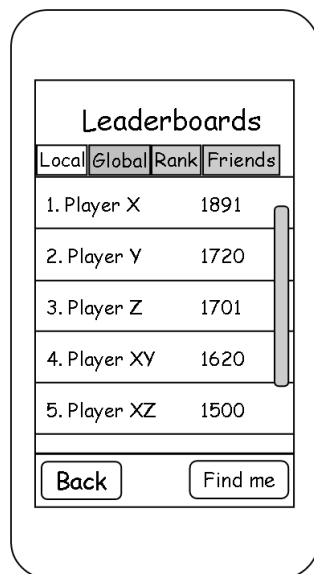 Leaderboards
Local Global Rank Friends
1. Player X 1891
2. Player Y 1720
3. Player Z 1701
4. Player XY 1620
5. Player XZ 1500
Back Find me